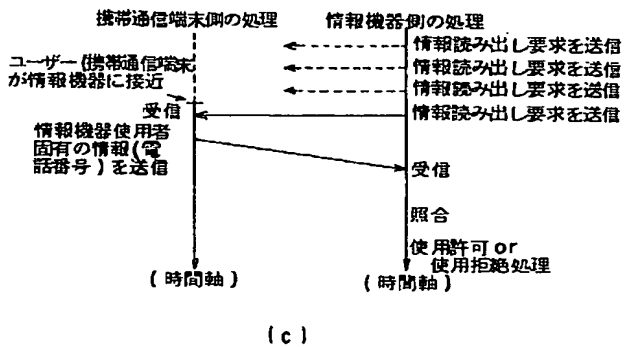 携帯通信端末側の処理
情報機器側の処理
情報読み出し要求を送信
情報読み出し要求を送信
情報読み出し要求を送信
情報読み出し要求を送信
ユーザー(携帯通信端末
が情報機器に接近
受信
情報機器使用者
固有の情報(電
話番号)を送信
受信
照合
使用許可or
使用拒絶処理
(時間軸)
(時間軸)
(c)